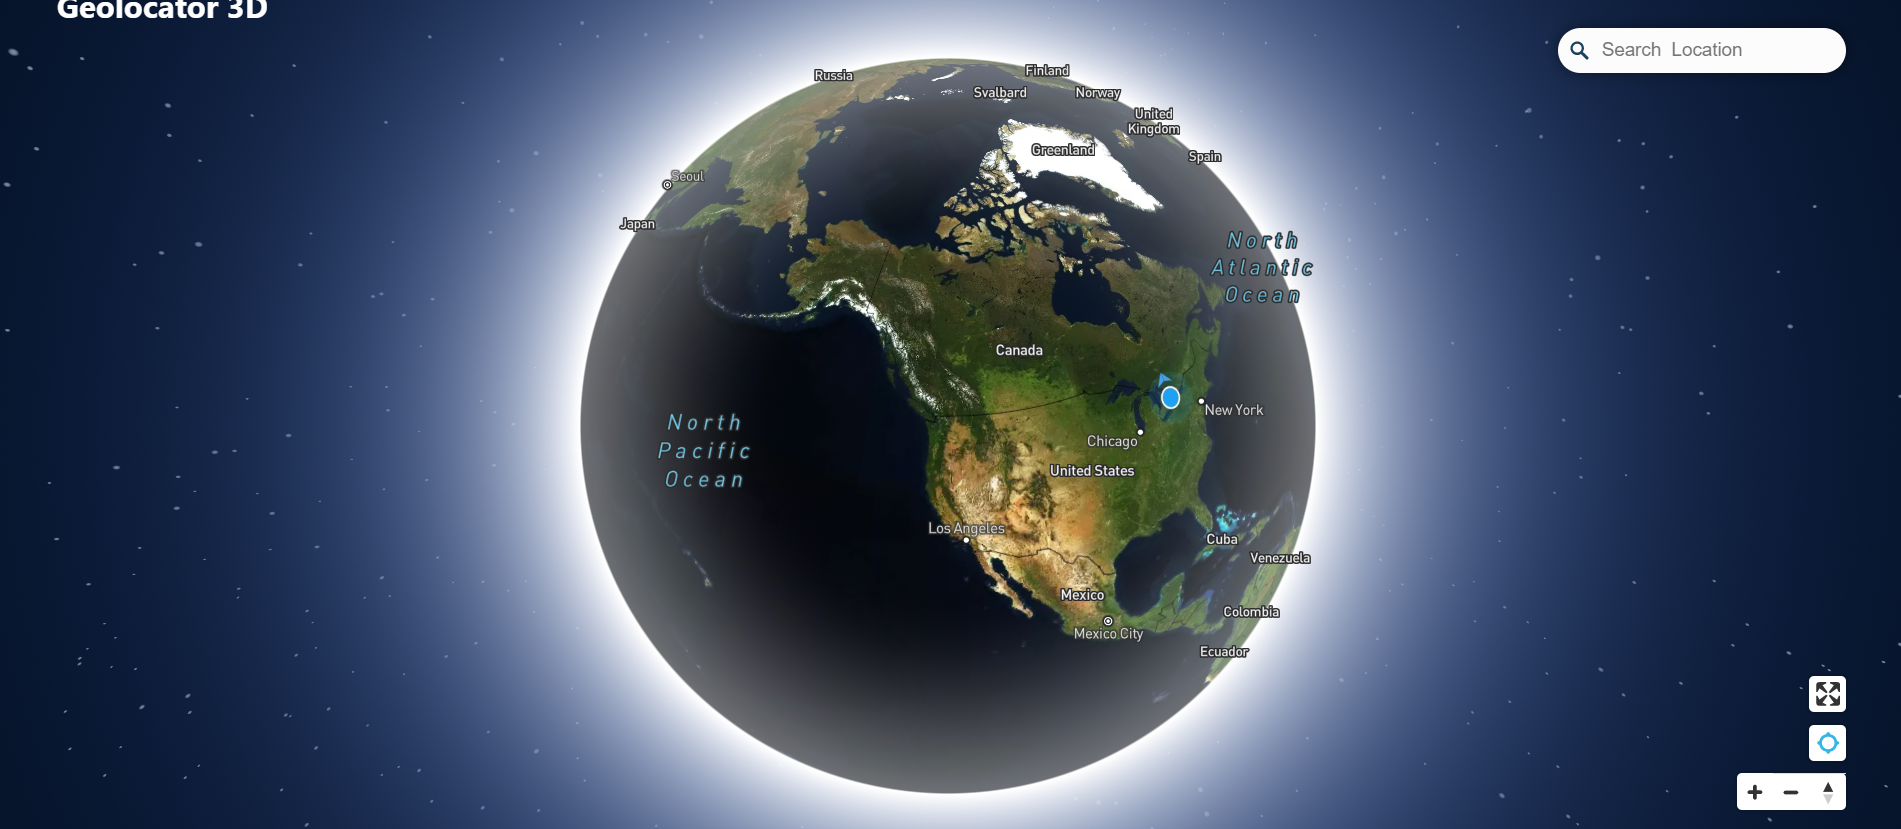 Geolocator 3D
Search Location
Russia
Finland
Svalbard
Norway
United
Kingdom
Greenland
Spain
Seoul
Japan
North
Atlantic
Ocean
Canada
New York
North
Pacific
Ocean
Chicago
United States
Los Angeles
Cuba
Venezuela
Mexico
Colombia
Mexico City
Ecuador